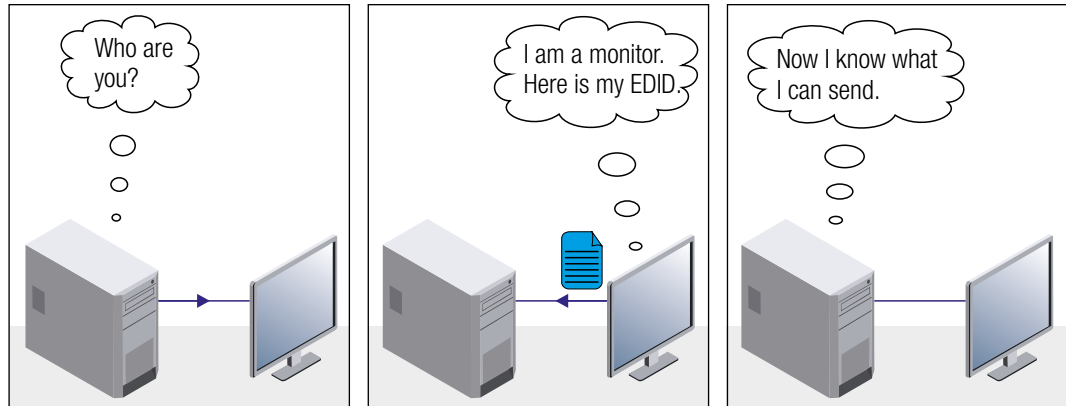 Who are
you?
I am a monitor.
Here is my EDID.
Now I know what
I can send.